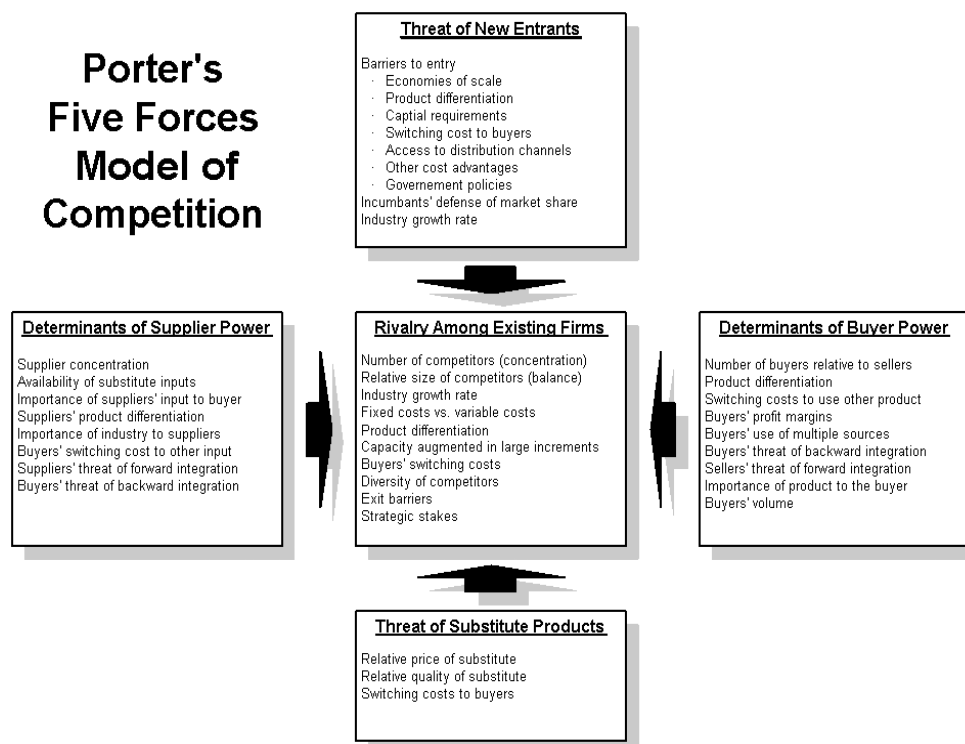 Porter's
Five Forces
Model of
Competition
Threat of New Entrants
Barriers to entry
· Economies of scale
· Product differentiation
· Captial requirements
· Switching cost to buyers
· Access to distribution channels
· Other cost advantages
· Governement policies
Incumbants' defense of market share
Industry growth rate
Determinants of Supplier Power
Supplier concentration
Availability of substitute inputs
Importance of suppliers' input to buyer
Suppliers' product differentiation
Importance of industry to suppliers
Buyers' switching cost to other input
Suppliers' threat of forward integration
Buyers' threat of backward integration
Rivalry Among Existing Firms
Number of competitors (concentration)
Relative size of competitors (balance)
Industry growth rate
Fixed costs vs. variable costs
Product differentiation
Capacity augmented in large increments
Buyers' switching costs
Diversity of competitors
Exit barriers
Strategic stakes
Determinants of Buyer Power
Number of buyers relative to sellers
Product differentiation
Switching costs to use other product
Buyers' profit margins
Buyers' use of multiple sources
Buyers' threat of backward integration
Sellers' threat of forward integration
Importance of product to the buyer
Buyers' volume
Threat of Substitute Products
Relative price of substitute
Relative quality of substitute
Switching costs to buyers